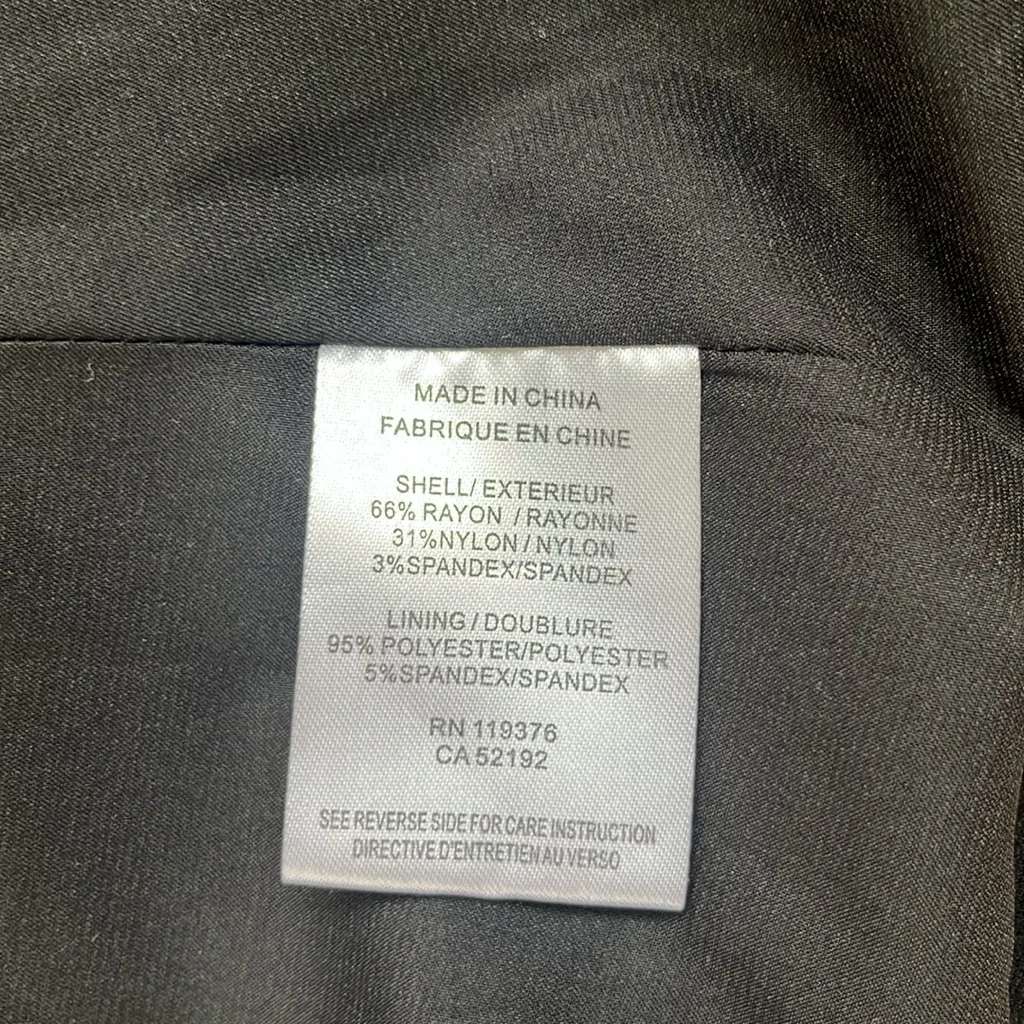 MADE IN CHINA
FABRIQUE EN CHINE
SHELL/ EXTERIEUR
66% RAYON / RAYONNE
31%NYLON / NYLON
3%SPANDEX/SPANDEX
LINING / DOUBLURE
95% POLYESTER/POLYESTER
5%SPANDEX/SPANDEX
RN 119376
CA 52192
SEE REVERSE SIDE FOR CARE INSTRUCTION
DIRECTIVE D'ENTRETIEN AU VERSO